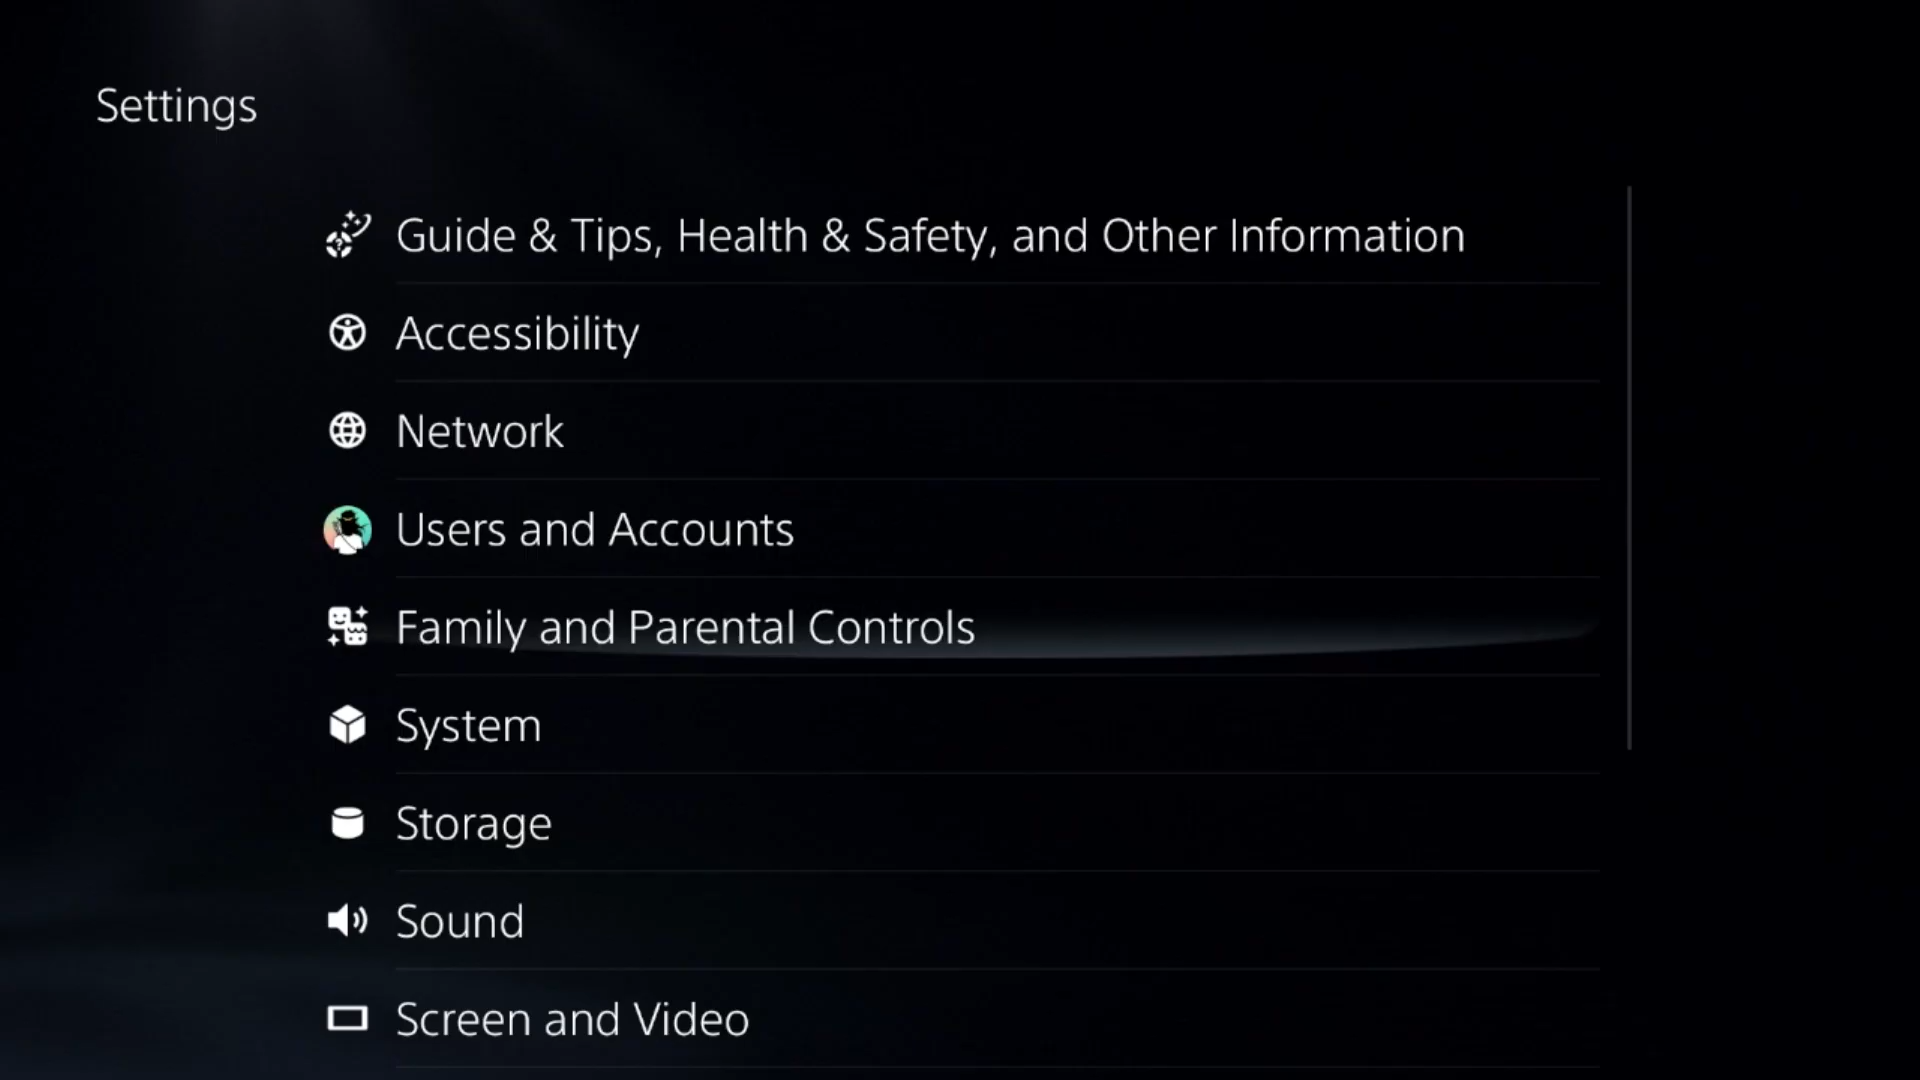 Settings
Guide & Tips, Health & Safety, and Other Information
Accessibility
Network
Users and Accounts
Family and Parental Controls
System
Storage
Sound
Screen and Video